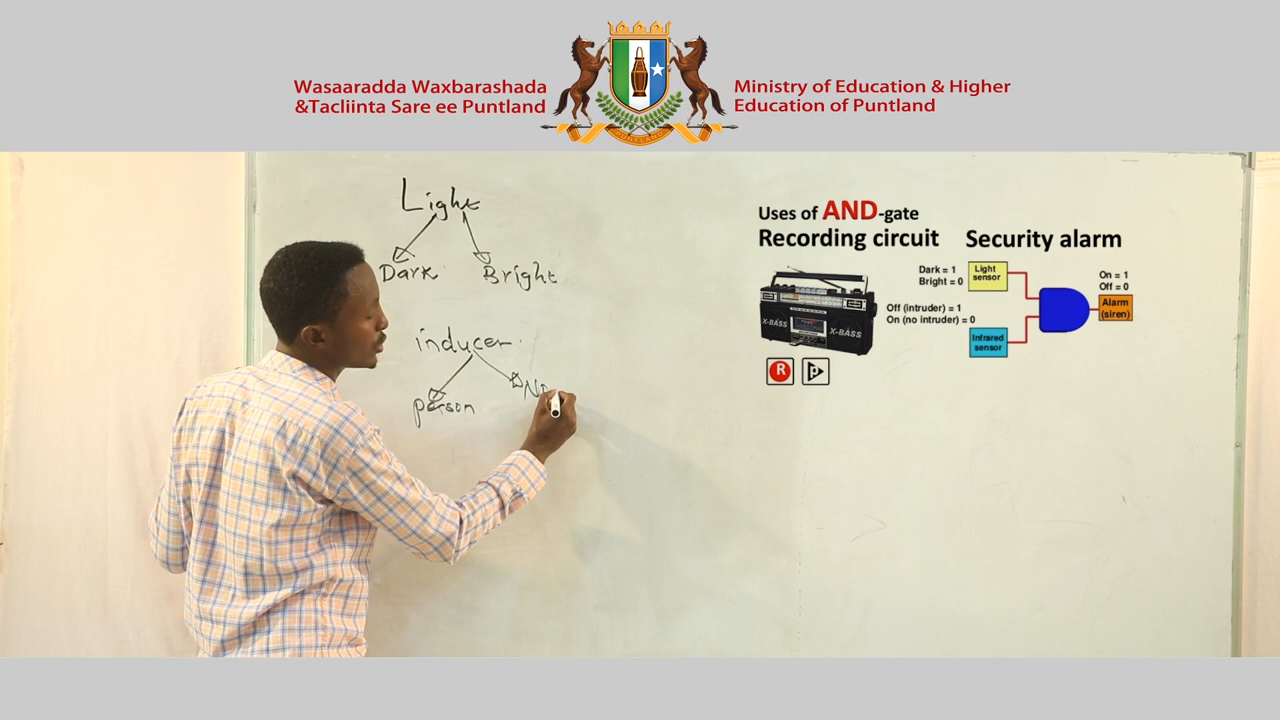 Wasaaradda Waxbarashada
&Tacliinta Sare ee Puntland
Ministry of Education & Higher
Education of Puntland
PUNTLAND
Light
Dark
Bright
inducer
person
No
Uses of AND-gate
Recording circuit
X-BASS
X-BASS
R
Security alarm
Dark = 1
Bright = 0
Light
sensor
Off (intruder) = 1
On (no intruder) = 0
Infrared
sensor
On = 1
Off = 0
Alarm
(siren)